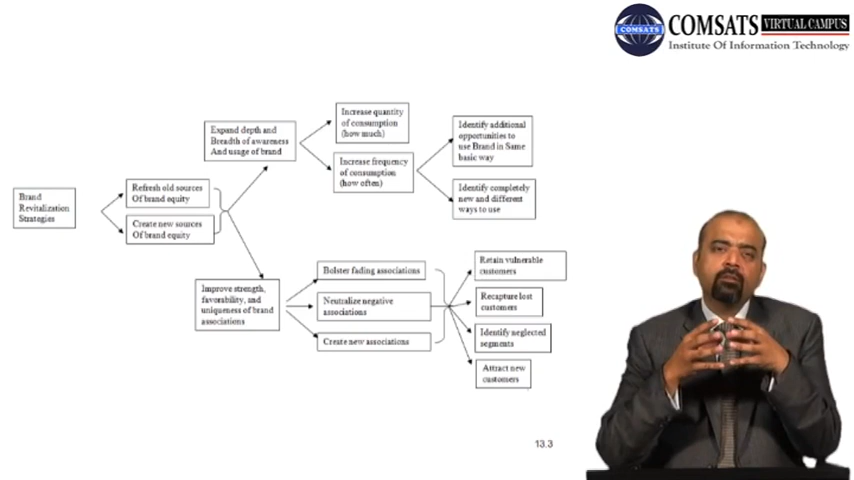 COMSATS
COMSATS VIRTUAL CAMPUS
Institute Of Information Technology
Brand
Revitalization
Strategies
Refresh old sources
Of brand equity
Create new sources
Of brand equity
Expand depth and
Breadth of awareness
And usage of brand
Increase quantity
of consumption
(how much)
Increase frequency
of consumption
(how often)
Identify additional
opportunities to
use Brand in Same
basic way
Identify completely
new and different
ways to use
Improve strength,
favorability, and
uniqueness of brand
associations
Bolster fading associations
Neutralize negative
associations
Create new associations
Retain vulnerable
customers
Recapture lost
customers
Identify neglected
segments
Attract new
customers
13.3